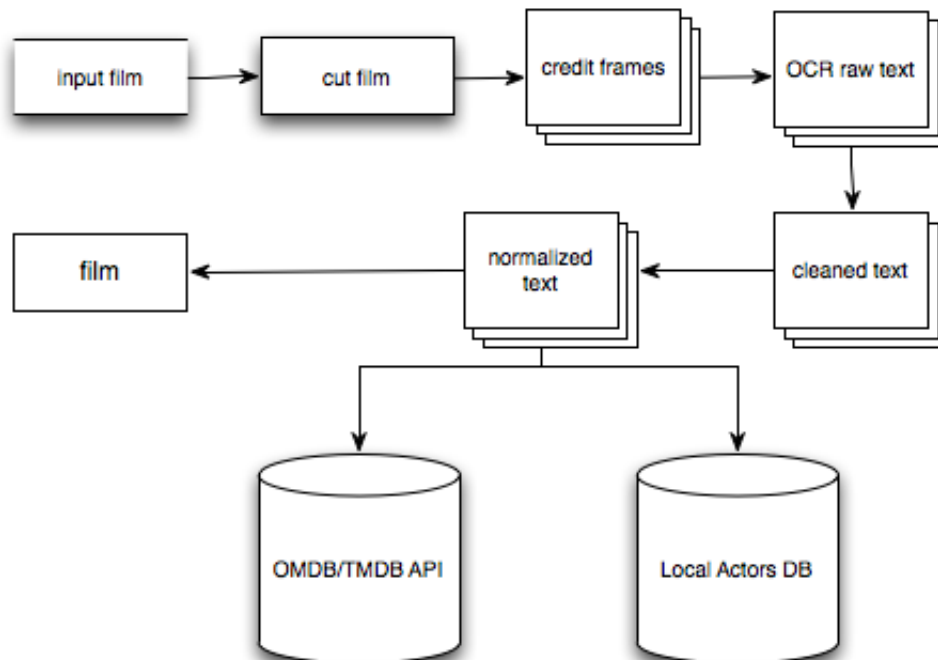 input film
cut film
credit frames
OCR raw text
film
normalized
text
cleaned text
OMDB/TMDB API
Local Actors DB